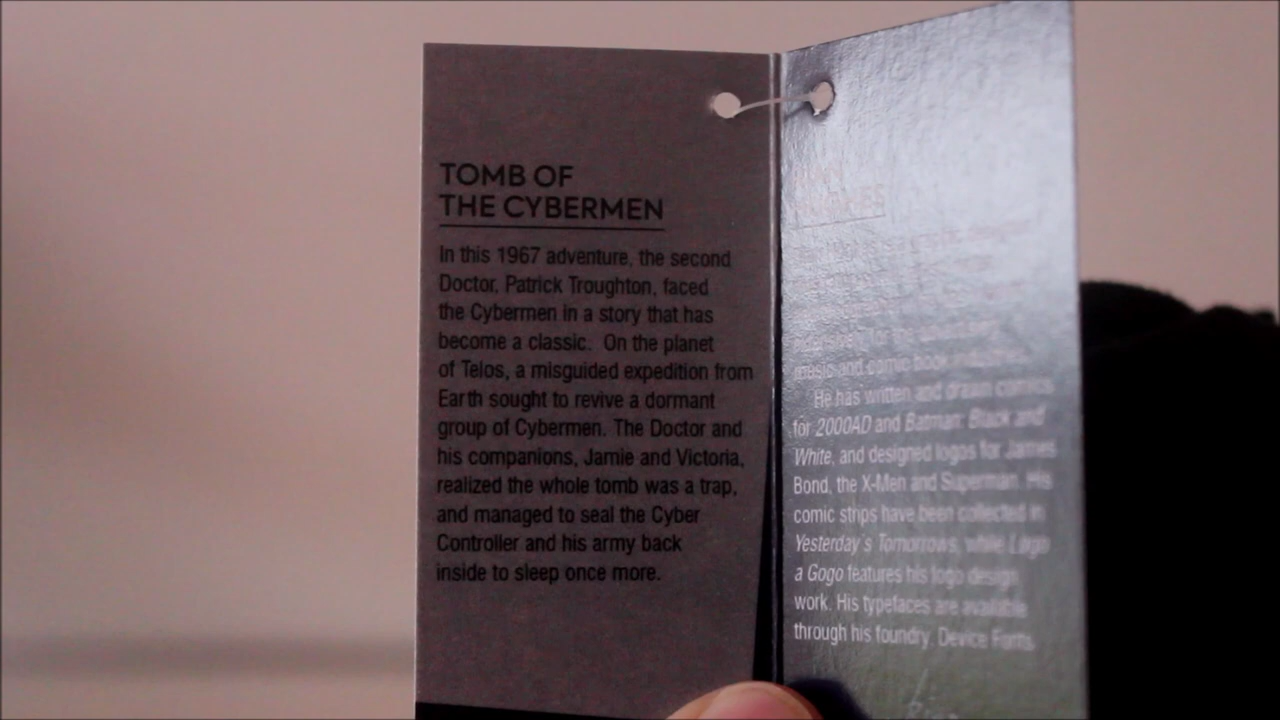 TOMB OF
THE CYBERMEN
In this 1967 adventure, the second
Doctor, Patrick Troughton, faced
the Cybermen in a story that has
become a classic. On the planet
of Telos, a misguided expedition from
Earth sought to revive a dormant
group of Cybermen. The Doctor and
his companions, Jamie and Victoria,
realized the whole tomb was a trap,
and managed to seal the Cyber
Controller and his army back
inside to sleep once more.
music and comic book
He has written and drawn comics
for 2000AD and Batman: Black and
White, and designed logos for James
Bond, the X-Men and Superman. His
comic strips have been collected in
Yesterday's Tomorrows, while Logo
a Gogo features his logo design
work. His typefaces are available
through his foundry, Device Fonts.